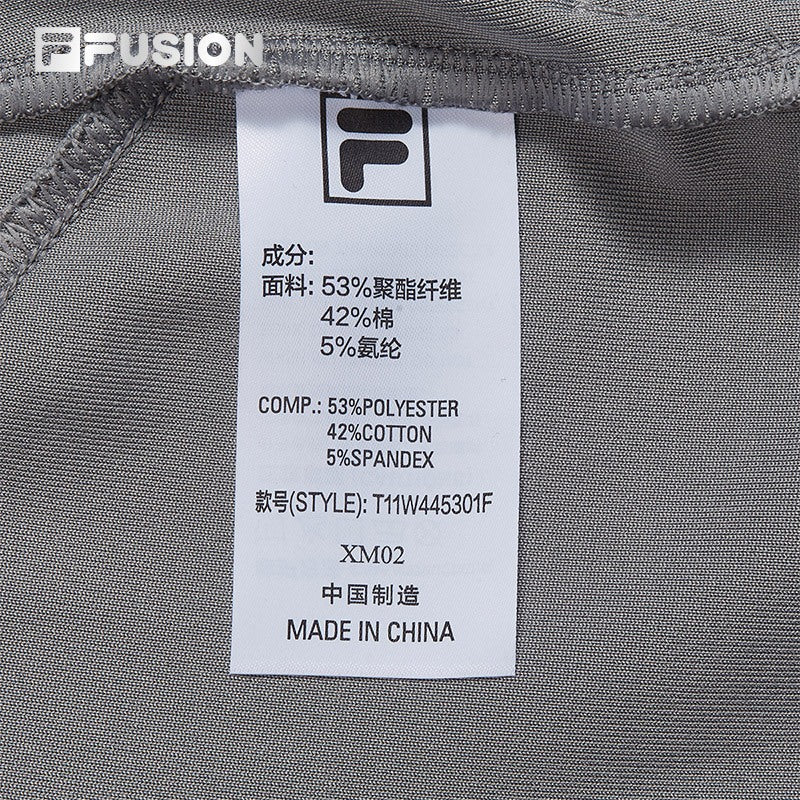 FUSION
成分:
面料: 53%聚酯纤维
42%棉
5%氨纶
COMP.: 53%POLYESTER
42%COTTON
5%SPANDEX
款号(STYLE): T11W445301F
XM02
中国制造
MADE IN CHINA